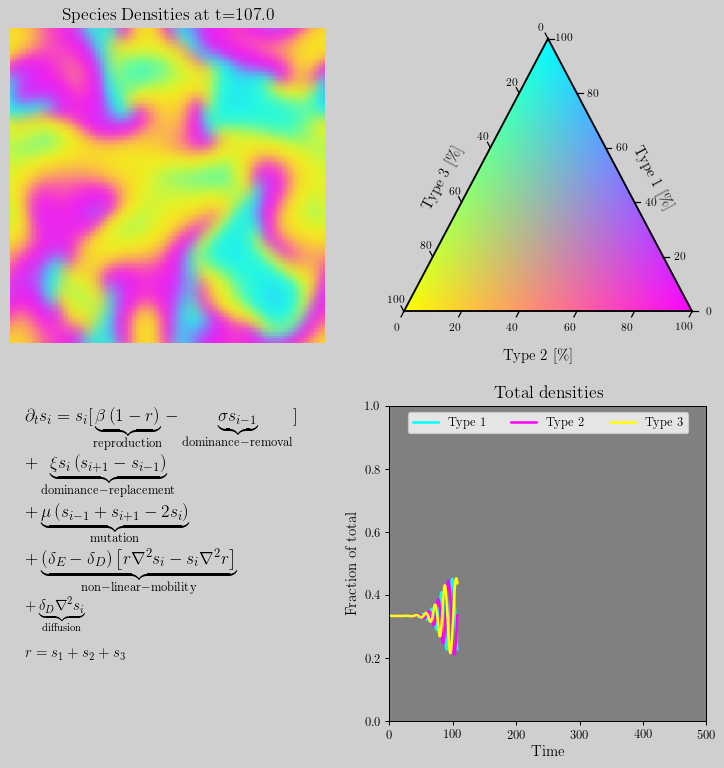 Species Densities at t=107.0
0
100
20
80
40
60
Type 3 [%]
Type 1 [%]
60
40
80
20
100
0
0
20
40
60
80
100
Type 2 [%]
∂ₜsᵢ = sᵢ[β (1 − r) − σsᵢ₋₁ ]
reproduction
dominance−removal
+ ξsᵢ (sᵢ₊₁ − sᵢ₋₁)
dominance−replacement
+ μ (sᵢ₋₁ + sᵢ₊₁ − 2sᵢ)
mutation
+ (δ_E − δ_D) [r∇²sᵢ − sᵢ∇²r]
non−linear−mobility
+ δ_D∇²sᵢ
diffusion
r = s₁ + s₂ + s₃
Total densities
Type 1
Type 2
Type 3
Fraction of total
1.0
0.8
0.6
0.4
0.2
0.0
0
100
200
300
400
500
Time